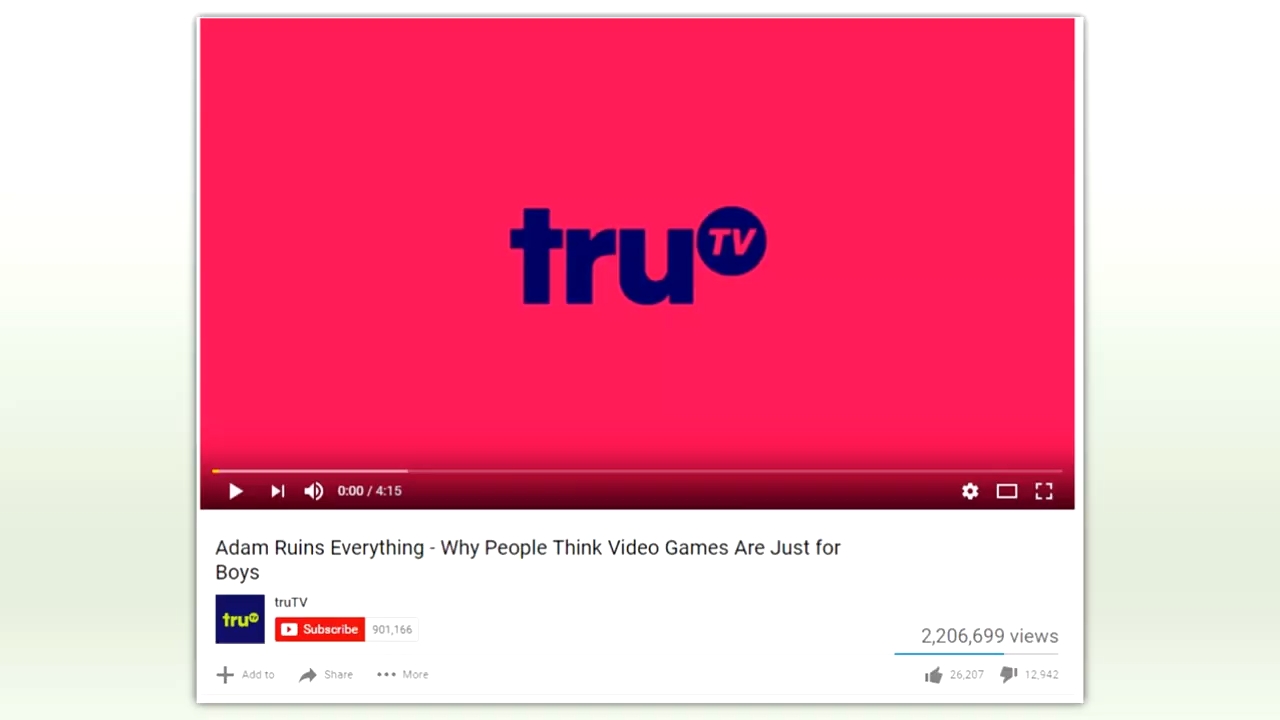 truTV
0:00 / 4:15
Adam Ruins Everything - Why People Think Video Games Are Just for
Boys
truTV
truTV
Subscribe 901,166
2,206,699 views
Add to Share More
26,207 12,942